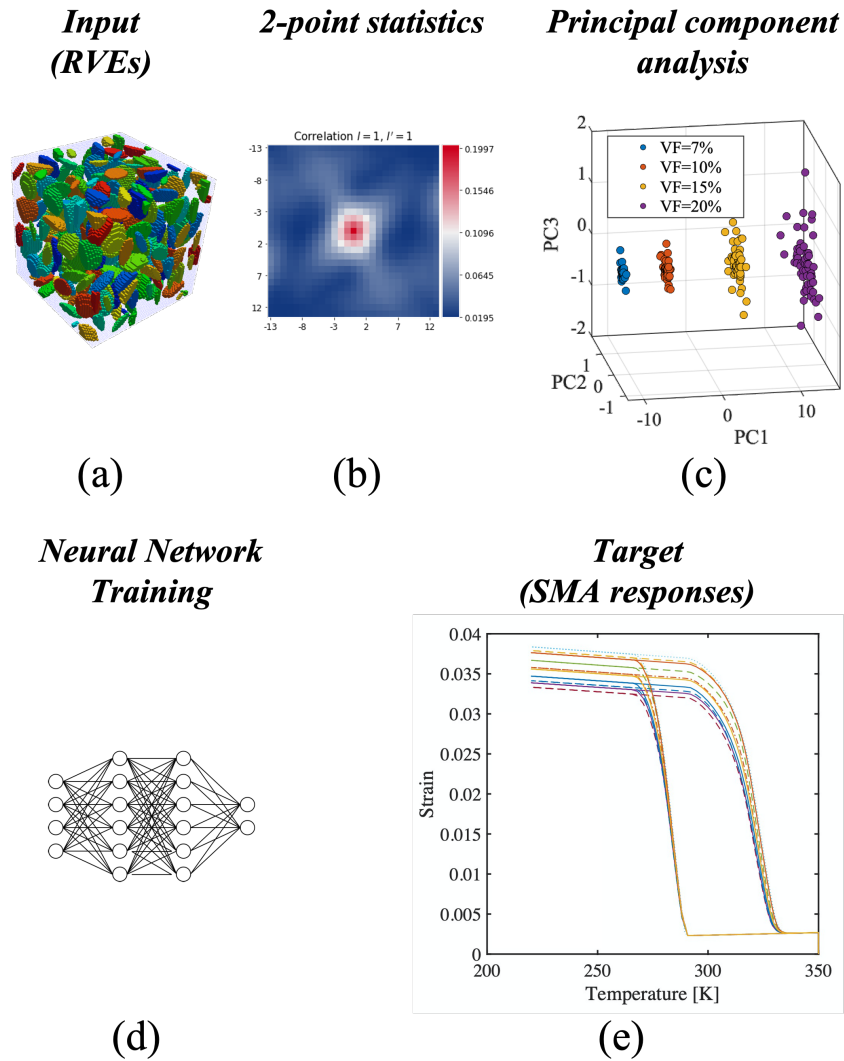 Input
(RVEs)
2-point statistics
Principal component
analysis
Correlation l = 1, l′ = 1
-13
-8
-3
2
7
12
-13
-8
-3
2
7
12
0.1997
0.1546
0.1096
0.0645
0.0195
2
1
0
-1
-2
PC3
VF=7%
VF=10%
VF=15%
VF=20%
1
0
-1
PC2
-10
0
10
PC1
(a)
(b)
(c)
Neural Network
Training
Target
(SMA responses)
0.04
0.035
0.03
0.025
0.02
0.015
0.01
0.005
0
Strain
200
250
300
350
Temperature [K]
(d)
(e)